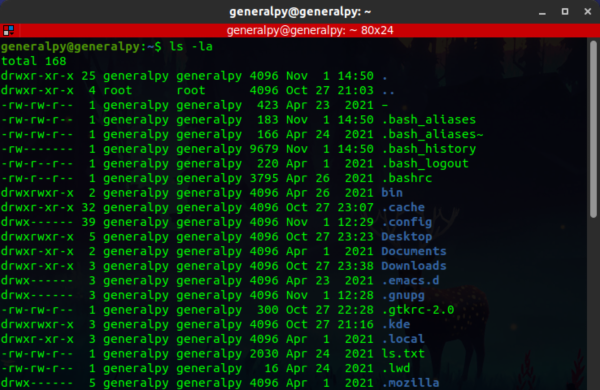 generalpy@generalpy: ~
generalpy@generalpy: ~ 80x24
generalpy@generalpy:~$ ls -la
total 168
drwxr-xr-x 25 generalpy generalpy 4096 Nov  1 14:50 .
drwxr-xr-x  4 root      root      4096 Oct 27 21:03 ..
-rw-rw-r--  1 generalpy generalpy  423 Apr 23  2021 -
-rw-rw-r--  1 generalpy generalpy  183 Nov  1 14:50 .bash_aliases
-rw-rw-r--  1 generalpy generalpy  166 Apr 24  2021 .bash_aliases~
-rw-------  1 generalpy generalpy 9679 Nov  1 14:50 .bash_history
-rw-r--r--  1 generalpy generalpy  220 Apr  1  2021 .bash_logout
-rw-r--r--  1 generalpy generalpy 3795 Apr 26  2021 .bashrc
drwxrwxr-x  2 generalpy generalpy 4096 Apr 26  2021 bin
drwxr-xr-x 32 generalpy generalpy 4096 Oct 27 23:07 .cache
drwx------ 39 generalpy generalpy 4096 Nov  1 12:29 .config
drwxrwxr-x  5 generalpy generalpy 4096 Oct 27 23:23 Desktop
drwxr-xr-x  2 generalpy generalpy 4096 Apr  1  2021 Documents
drwxr-xr-x  3 generalpy generalpy 4096 Oct 27 23:38 Downloads
drwx------  3 generalpy generalpy 4096 Apr 23  2021 .emacs.d
drwx------  3 generalpy generalpy 4096 Nov  1 12:28 .gnupg
-rw-rw-r--  1 generalpy generalpy  300 Oct 27 22:28 .gtkrc-2.0
drwxrwxr-x  3 generalpy generalpy 4096 Oct 27 21:16 .kde
drwxr-xr-x  3 generalpy generalpy 4096 Apr  1  2021 .local
-rw-rw-r--  1 generalpy generalpy 2030 Apr 24  2021 ls.txt
-rw-rw-r--  1 generalpy generalpy   16 Apr 24  2021 .lwd
drwx------  5 generalpy generalpy 4096 Apr  1  2021 .mozilla